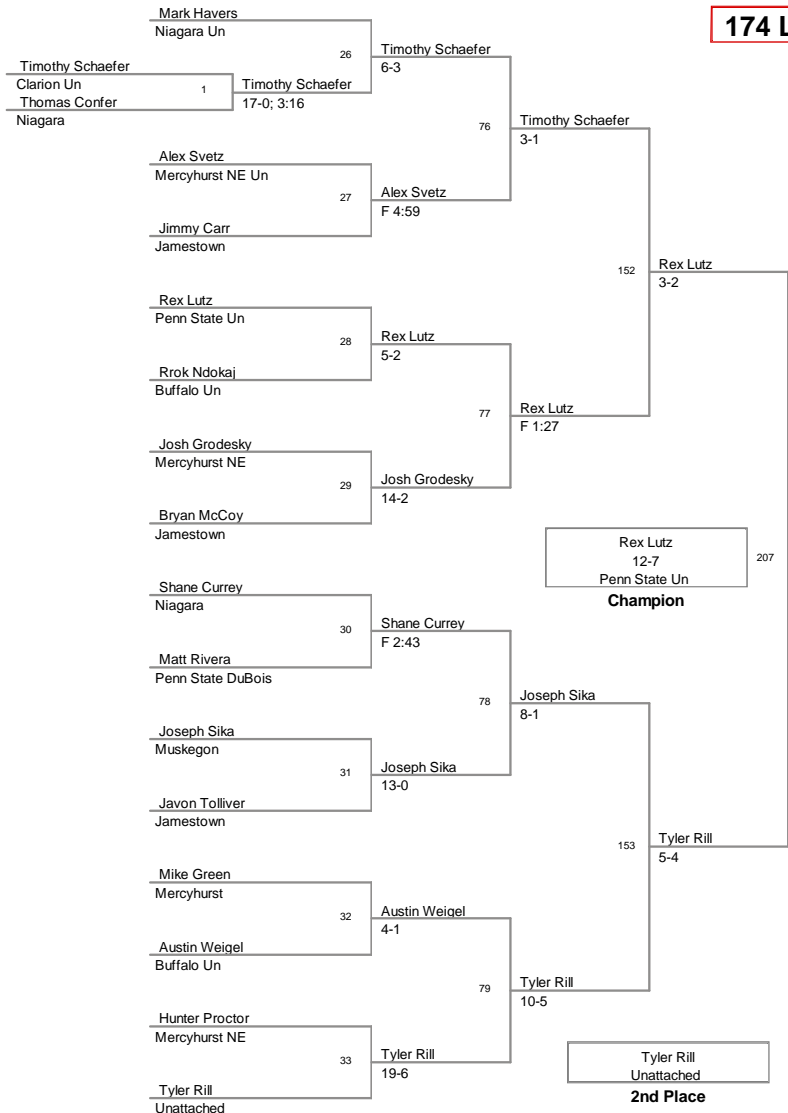 Mark Havers
174 L
Niagara Un
26
Timothy Schaefer
6-3
Timothy Schaefer
Clarion Un
1
Timothy Schaefer
Thomas Confer
17-0; 3:16
Niagara
76
Timothy Schaefer
3-1
Alex Svetz
Mercyhurst NE Un
27
Alex Svetz
F 4:59
Jimmy Carr
Jamestown
152
Rex Lutz
3-2
Rex Lutz
Penn State Un
28
Rex Lutz
5-2
Rrok Ndokaj
Buffalo Un
77
Rex Lutz
F 1:27
Josh Grodesky
Mercyhurst NE
29
Josh Grodesky
14-2
Bryan McCoy
Jamestown
Rex Lutz
12-7
207
Penn State Un
Champion
Shane Currey
Niagara
30
Shane Currey
F 2:43
Matt Rivera
Penn State DuBois
78
Joseph Sika
8-1
Joseph Sika
Muskegon
31
Joseph Sika
13-0
Javon Tolliver
Jamestown
153
Tyler Rill
5-4
Mike Green
Mercyhurst
32
Austin Weigel
4-1
Austin Weigel
Buffalo Un
79
Tyler Rill
10-5
Hunter Proctor
Mercyhurst NE
33
Tyler Rill
19-6
Tyler Rill
Unattached
Tyler Rill
Unattached
2nd Place